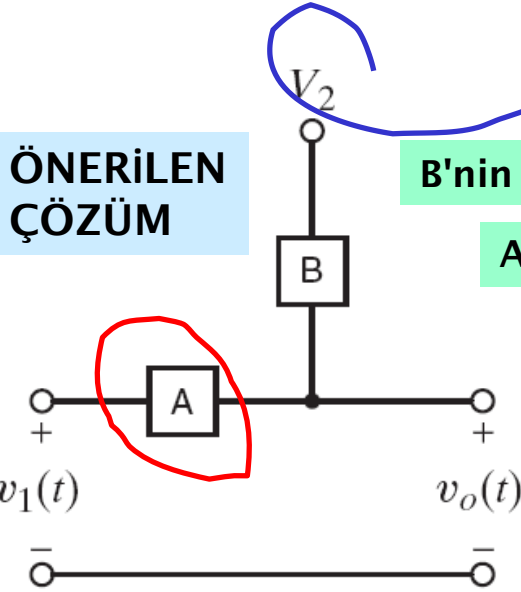 V₂
ÖNERİLEN
ÇÖZÜM
B'nin
A
B
A
+
+
v₁(t)
vₒ(t)
−
−